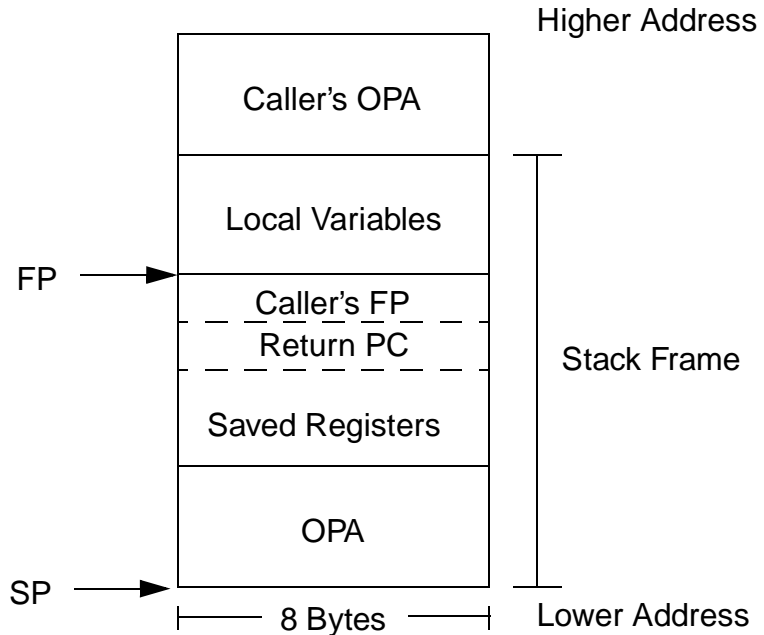 Higher Address
Caller's OPA
Local Variables
FP
Caller's FP
Return PC
Stack Frame
Saved Registers
OPA
SP
8 Bytes
Lower Address